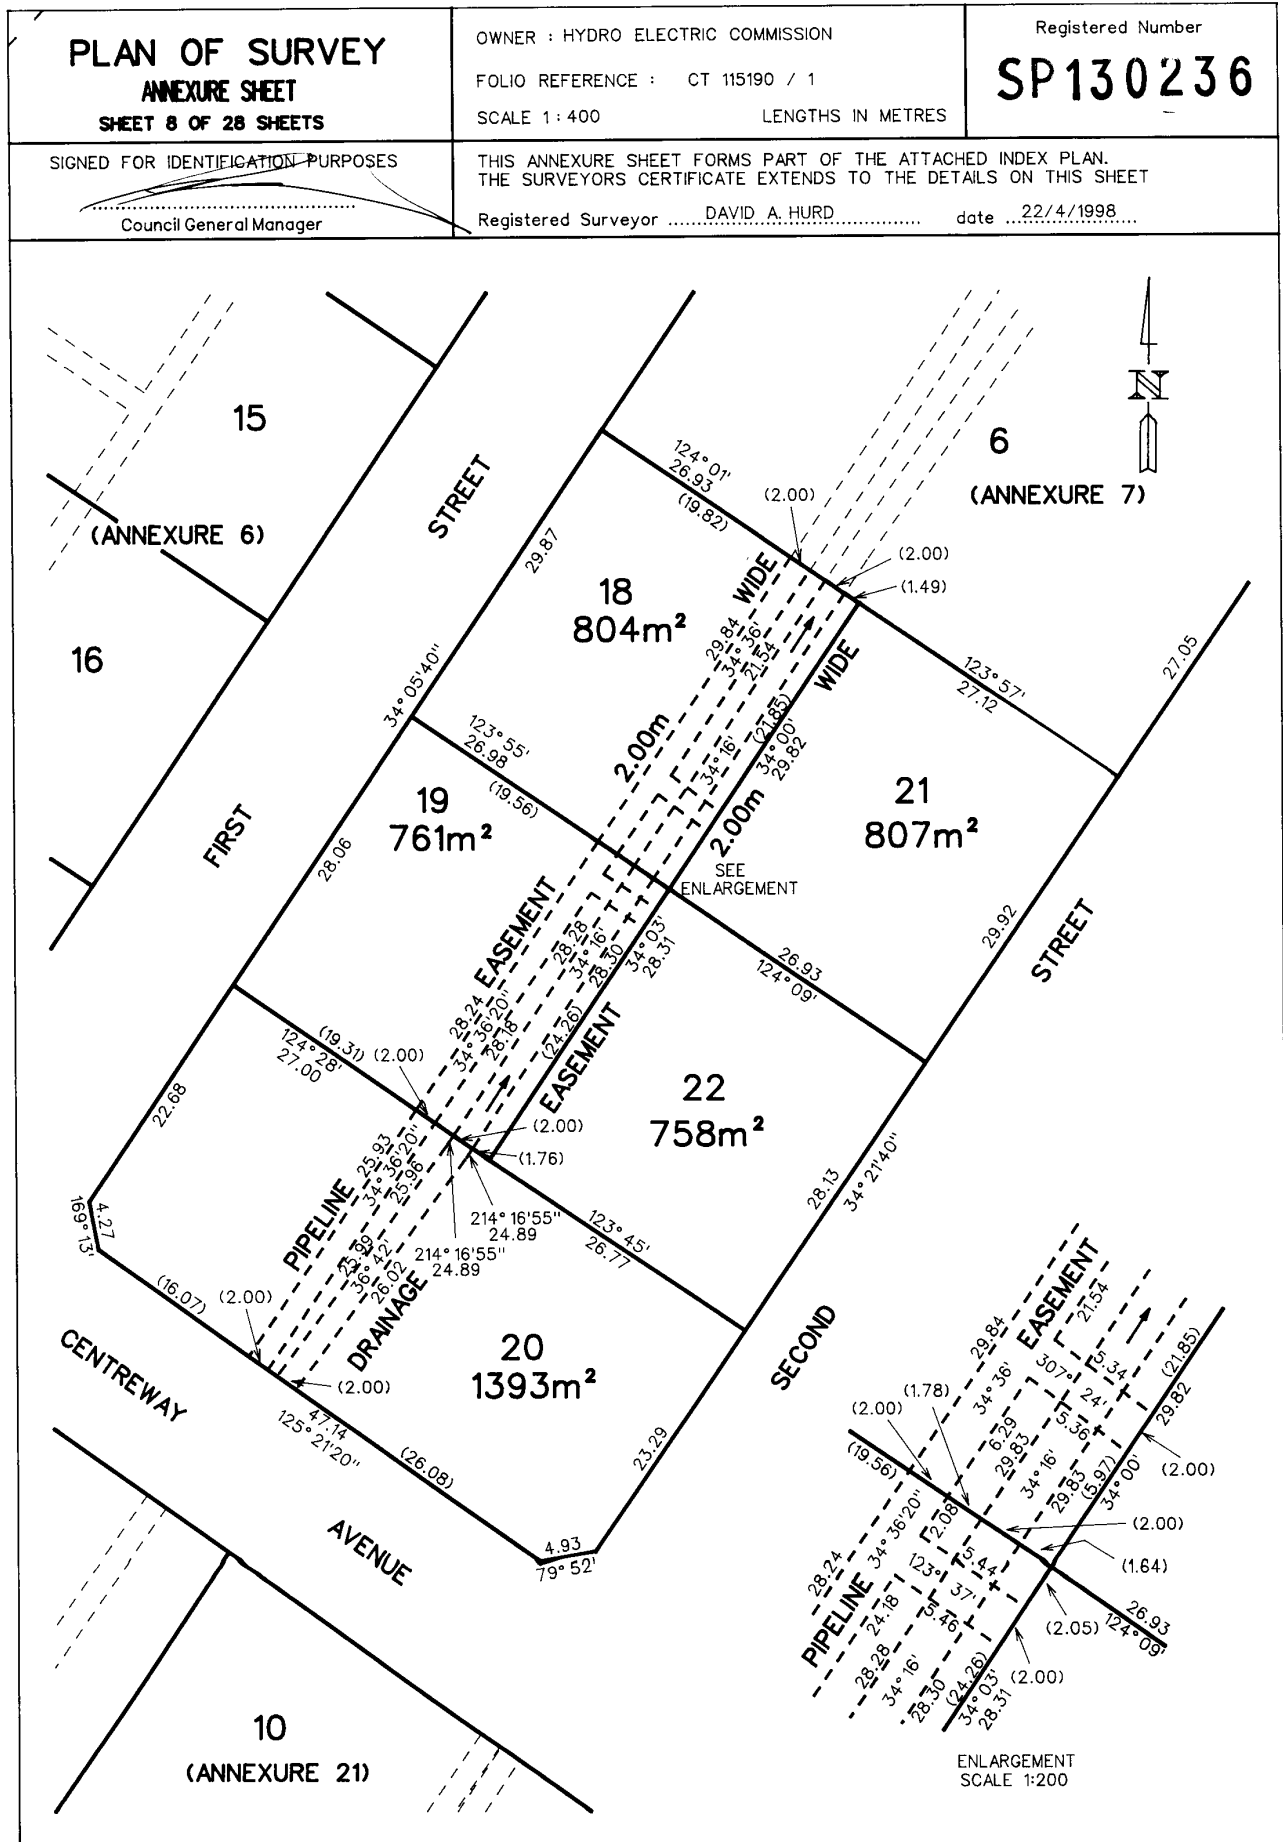 PLAN OF SURVEY
ANNEXURE SHEET
SHEET 8 OF 28 SHEETS
OWNER : HYDRO ELECTRIC COMMISSION
FOLIO REFERENCE : CT 115190 / 1
SCALE 1 : 400 LENGTHS IN METRES
Registered Number
SP130236
SIGNED FOR IDENTIFICATION PURPOSES
Council General Manager
THIS ANNEXURE SHEET FORMS PART OF THE ATTACHED INDEX PLAN.
THE SURVEYORS CERTIFICATE EXTENDS TO THE DETAILS ON THIS SHEET
Registered Surveyor DAVID A. HURD date 22/4/1998
15
(ANNEXURE 6)
16
STREET
FIRST
6
(ANNEXURE 7)
N
124° 01'
26.93
(19.82)
(2.00)
(2.00)
(1.49)
29.87
18
804m²
WIDE
29.84
34° 36'
21.54
WIDE
34° 05'40"
123° 57'
27.12
27.05
123° 55'
26.98
(19.56)
2.00m
34° 16'
(21.85)
34° 00'
29.82
2.00m
19
761m²
21
807m²
28.06
SEE
ENLARGEMENT
EASEMENT
28.28
34° 16'
28.30
34° 03'
28.31
26.93
124° 09'
29.92
STREET
(19.31)
124° 28'
27.00
(2.00)
28.24
34° 36'20"
28.18
(24.26)
EASEMENT
22
758m²
22.68
(2.00)
(1.76)
28.13
34° 21'40"
4.27
169° 13'
PIPELINE
25.93
34° 36'20"
25.96
214° 16'55"
24.89
214° 16'55"
24.89
123° 45'
26.77
(16.07)
(2.00)
25.99
36° 42'
26.02
DRAINAGE
(2.00)
20
1393m²
SECOND
CENTREWAY
AVENUE
47.14
125° 21'20"
(26.08)
23.29
4.93
79° 52'
10
(ANNEXURE 21)
EASEMENT
21.54
29.84
34° 36'
307° 24'
5.34
(21.85)
29.82
(1.78)
(2.00)
(19.56)
6.29
29.83
5.36
34° 16'
29.83
(5.97)
34° 00'
(2.00)
34° 36'20"
2.08
(2.00)
(1.64)
28.24
5.44
123° 37'
PIPELINE
24.18
5.46
26.93
124° 09'
(2.05)
(2.00)
28.28
34° 16'
28.30
(24.26)
34° 03'
28.31
ENLARGEMENT
SCALE 1:200